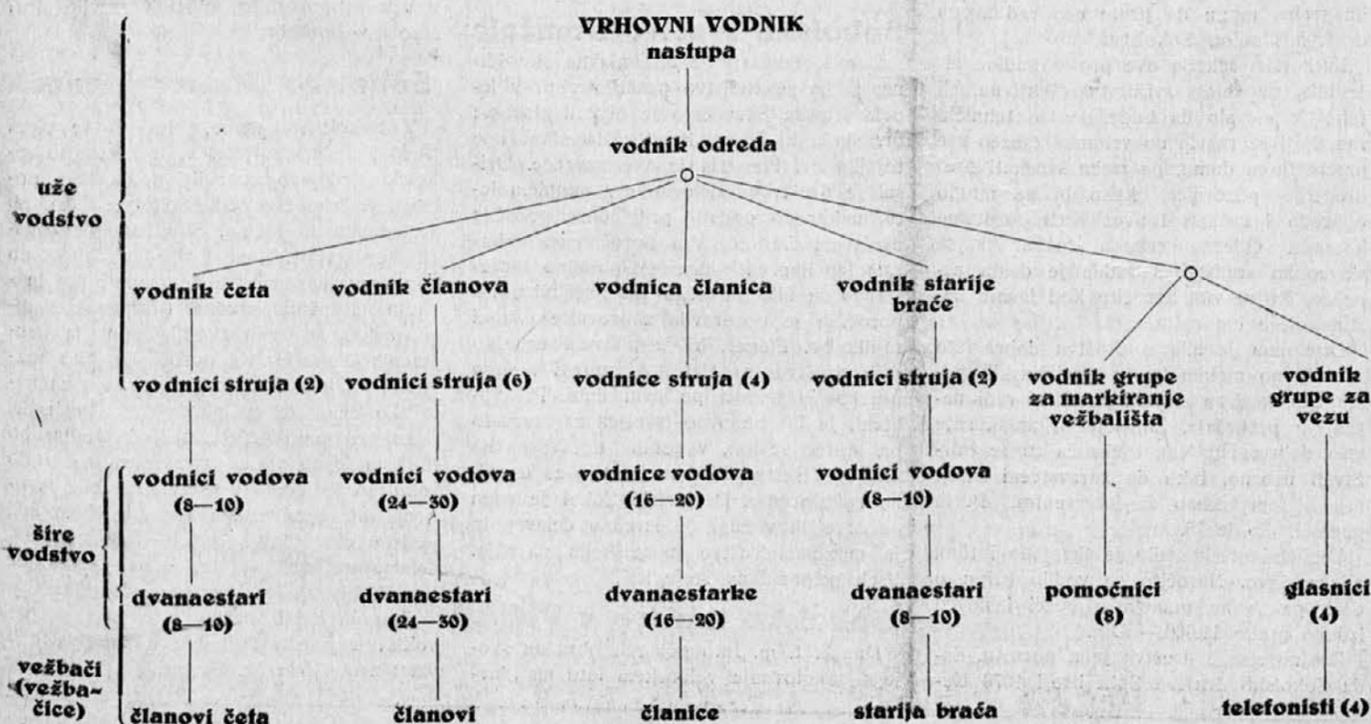 VRHOVNI VODNIK
nastupa
vodnik odreda
uže
vodstvo
vodnik četa
vodnik članova
vodnica članica
vodnik starije
braće
vodnici struja (2)
vodnici struja (6)
vodnice struja (4)
vodnici struja (2)
vodnik grupe
za markiranje
vežbališta
vodnik
grupe za
vezu
šire
vodstvo
vodnici vodova
(8—10)
vodnici vodova
(24—30)
vodnice vodova
(16—20)
vodnici vodova
(8—10)
dvanaestari
(8—10)
dvanaestari
(24—30)
dvanaestarke
(16—20)
dvanaestari
(8—10)
pomoćnici
(8)
glasnici
(4)
vežbači
(vežba-
čice)
članovi četa
članovi
članice
starija braća
telefonisti (4)